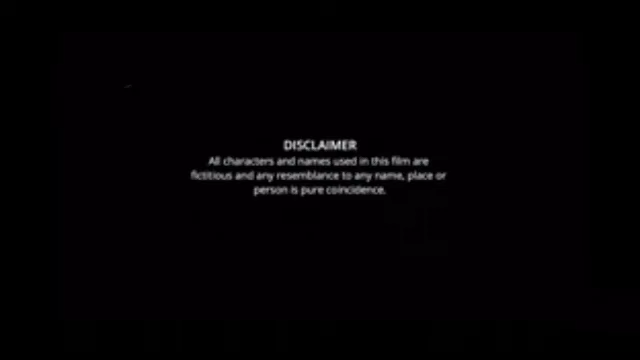 DISCLAIMER
All characters and names used in this film are
fictitious and any resemblance to any name, place or
person is pure coincidence.